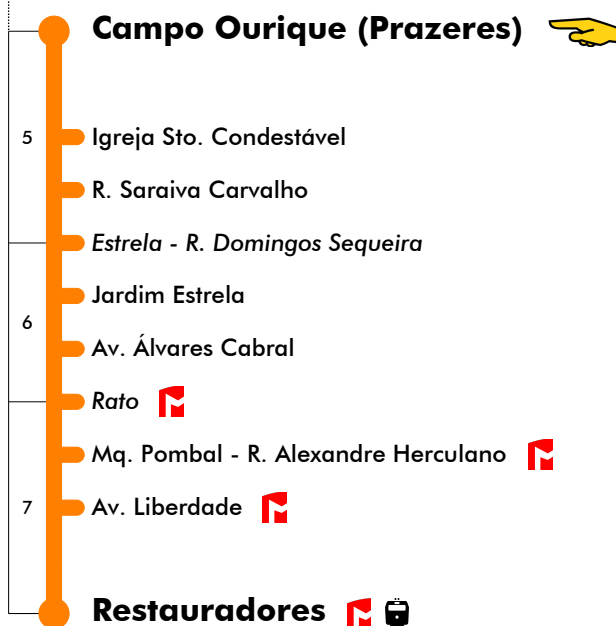 Campo Ourique (Prazeres)
5
Igreja Sto. Condestável
R. Saraiva Carvalho
Estrela - R. Domingos Sequeira
Jardim Estrela
6
Av. Álvares Cabral
Rato
Mq. Pombal - R. Alexandre Herculano
7
Av. Liberdade
Restauradores